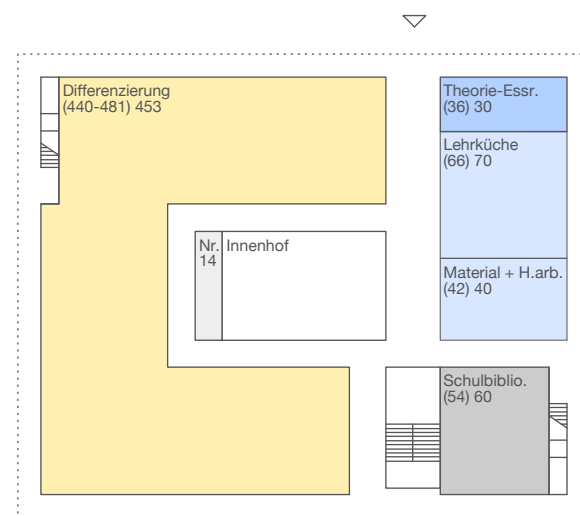 Differenzierung
(440-481) 453
Theorie-Essr.
(36) 30
Lehrküche
(66) 70
Nr.
14
Innenhof
Material + H.arb.
(42) 40
Schulbiblio.
(54) 60